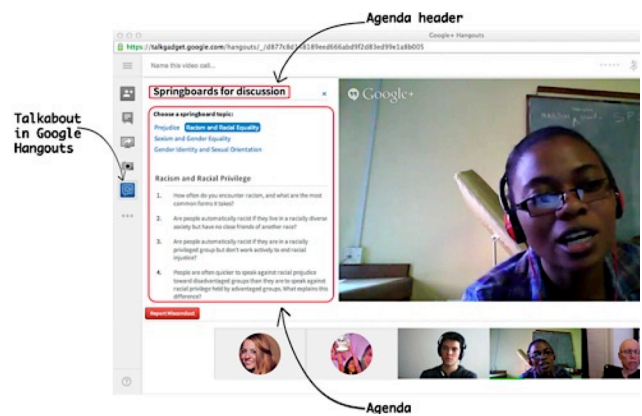 Agenda header
Google+ Hangouts
Name this video call...
Springboards for discussion
Google+
Choose a springboard topic:
Prejudice Racism and Racial Equality
Sexism and Gender Equality
Gender Identity and Sexual Orientation
Talkabout
in Google
Hangouts
Racism and Racial Privilege
1. How often do you encounter racism, and what are the most
common forms it takes?
2. Are people automatically racist if they live in a racially diverse
society but have no close friends of another race?
3. Are people automatically racist if they are in a racially
privileged group but don't work actively to end racial
injustice?
4. People are often quicker to speak against racial prejudice
toward disadvantaged groups than they are to speak against
racial privilege held by advantaged groups. What explains this
difference?
Report Misconduct
Agenda